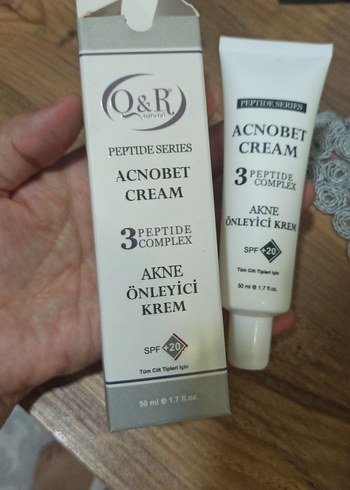 Q&R
natural
PEPTIDE SERIES
ACNOBET
CREAM
3 PEPTIDE
COMPLEX
AKNE
ÖNLEYİCİ
KREM
SPF +20
Tüm Cilt Tipleri İçin
50 ml e 1.7 fl.oz.
PEPTIDE SERIES
ACNOBET
CREAM
3 PEPTIDE
COMPLEX
AKNE
ÖNLEYİCİ KREM
SPF +20
Tüm Cilt Tipleri İçin
50 ml e 1.7 fl.oz.